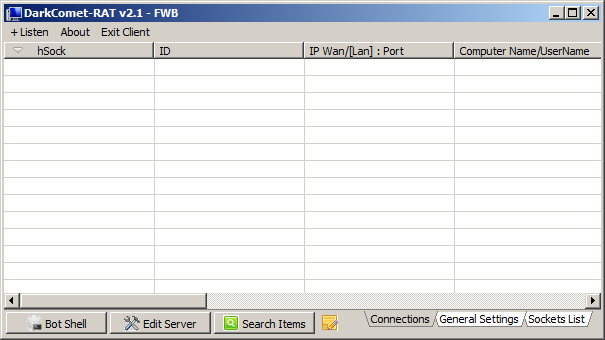 DarkComet-RAT v2.1 - FWB
+ Listen About Exit Client
hSock ID IP Wan/[Lan] : Port Computer Name/UserName
Bot Shell Edit Server Search Items Connections General Settings Sockets List